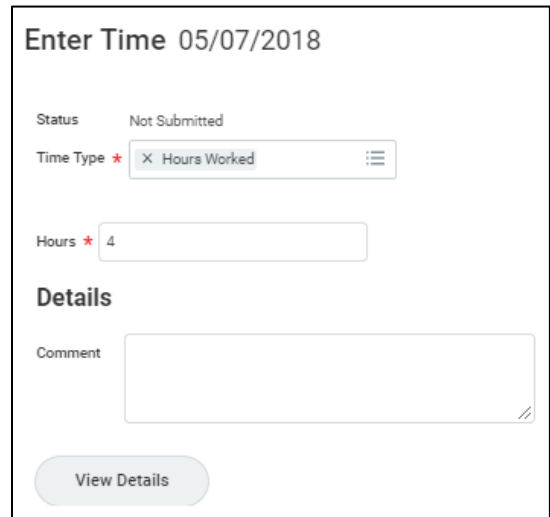 Enter Time 05/07/2018
Status Not Submitted
Time Type * × Hours Worked
Hours * 4
Details
Comment
View Details